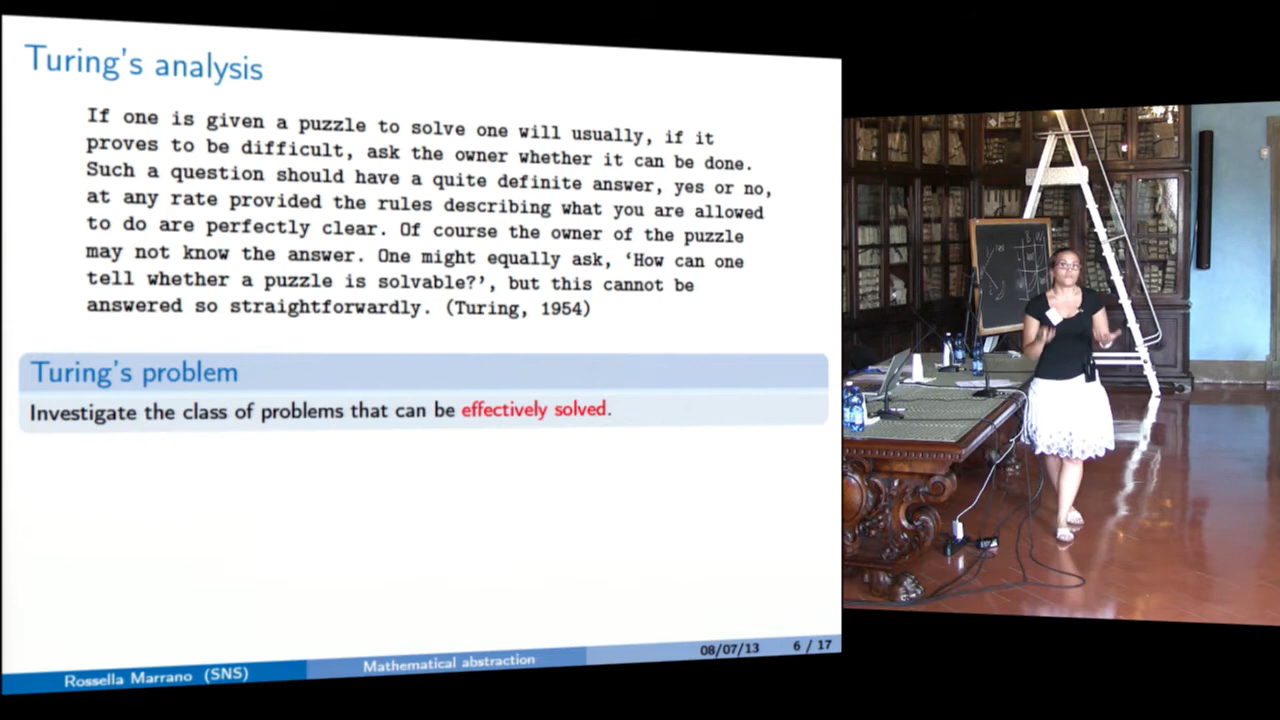 Turing's analysis
If one is given a puzzle to solve one will usually, if it
proves to be difficult, ask the owner whether it can be done.
Such a question should have a quite definite answer, yes or no,
at any rate provided the rules describing what you are allowed
to do are perfectly clear. Of course the owner of the puzzle
may not know the answer. One might equally ask, ‘How can one
tell whether a puzzle is solvable?’, but this cannot be
answered so straightforwardly. (Turing, 1954)
Turing's problem
Investigate the class of problems that can be effectively solved.
Rossella Marrano (SNS) Mathematical abstraction 08/07/13 6 / 17